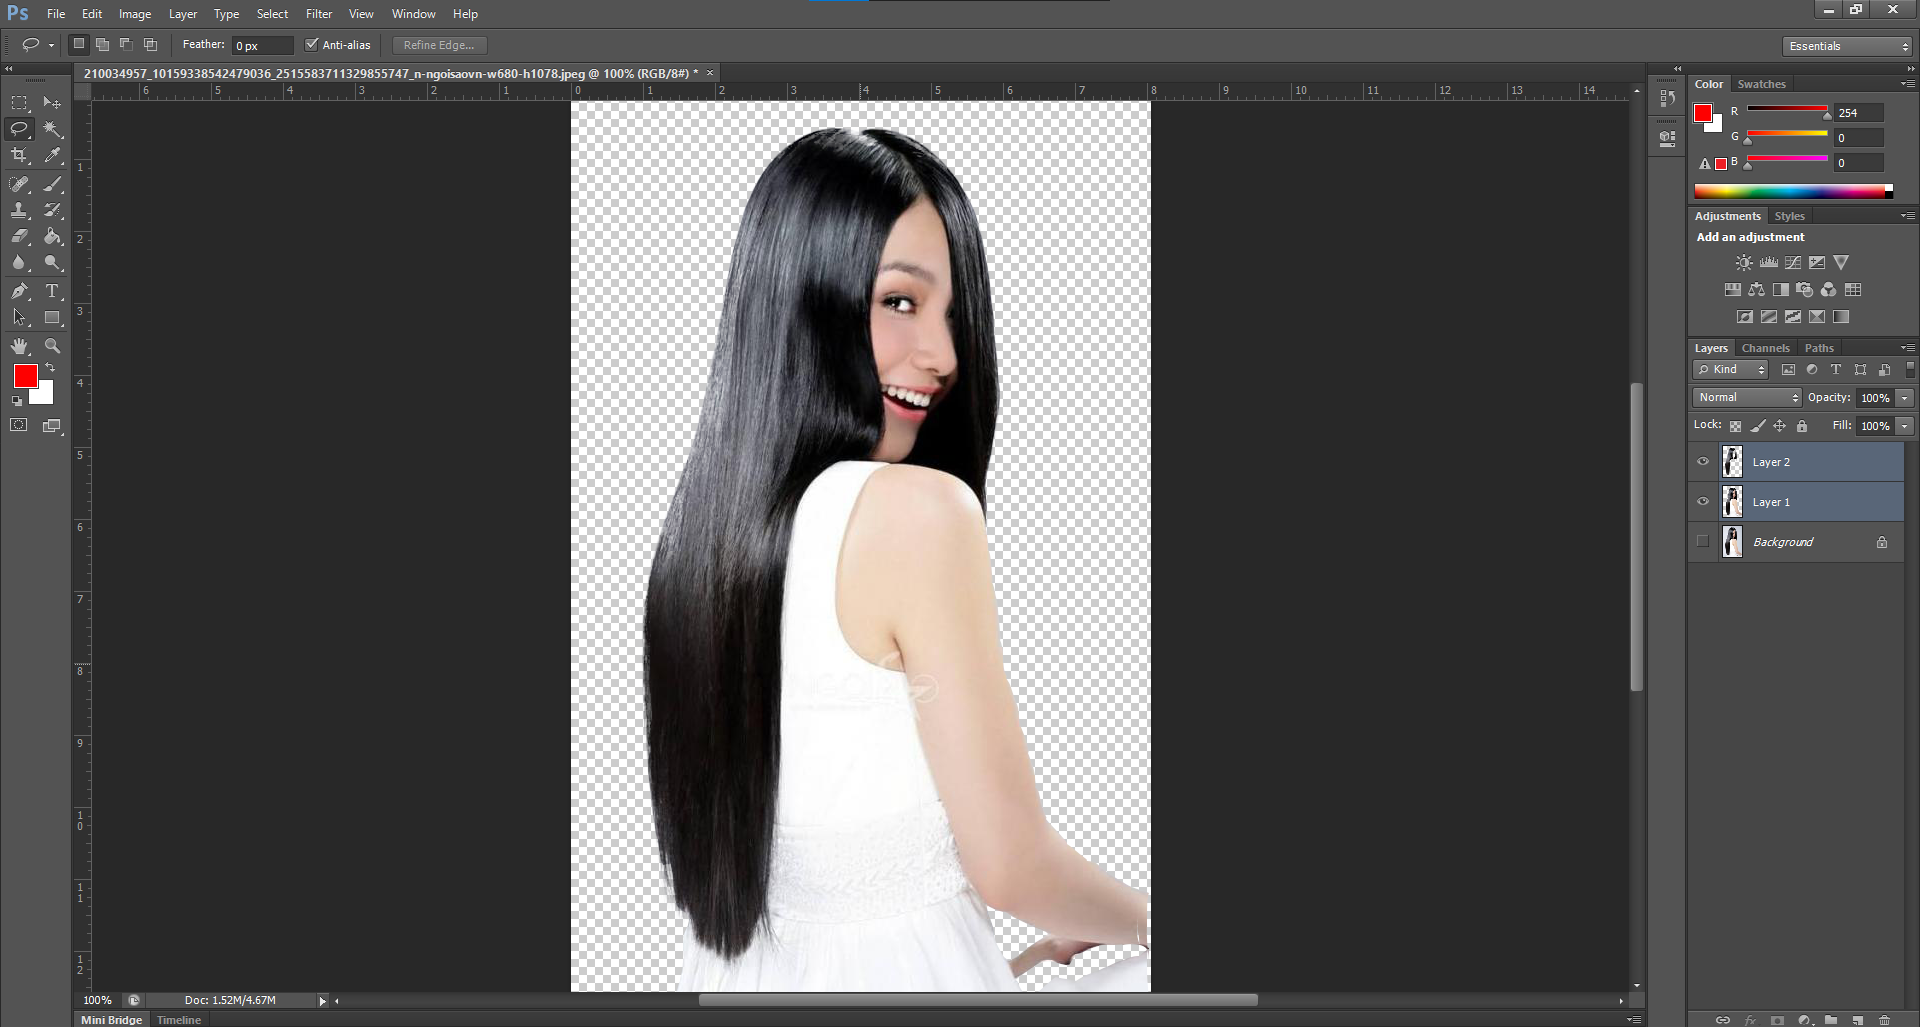 Ps File Edit Image Layer Type Select Filter View Window Help
Feather: 0 px Anti-alias Refine Edge... Essentials
210034957_10159338542479036_2515583711329855747_n-ngoisaovn-w680-h1078.jpeg @ 100% (RGB/8#) * ×
6 5 4 3 2 1 0 1 2 3 4 5 6 7 8 9 10 11 12 13 14
1
2
3
4
5
6
7
8
9
10
11
12
Color Swatches
R 254
G 0
B 0
Adjustments Styles
Add an adjustment
Layers Channels Paths
Kind T
Normal Opacity: 100%
Lock: Fill: 100%
Layer 2
Layer 1
Background
fx
T
100% Doc: 1.52M/4.67M
Mini Bridge Timeline